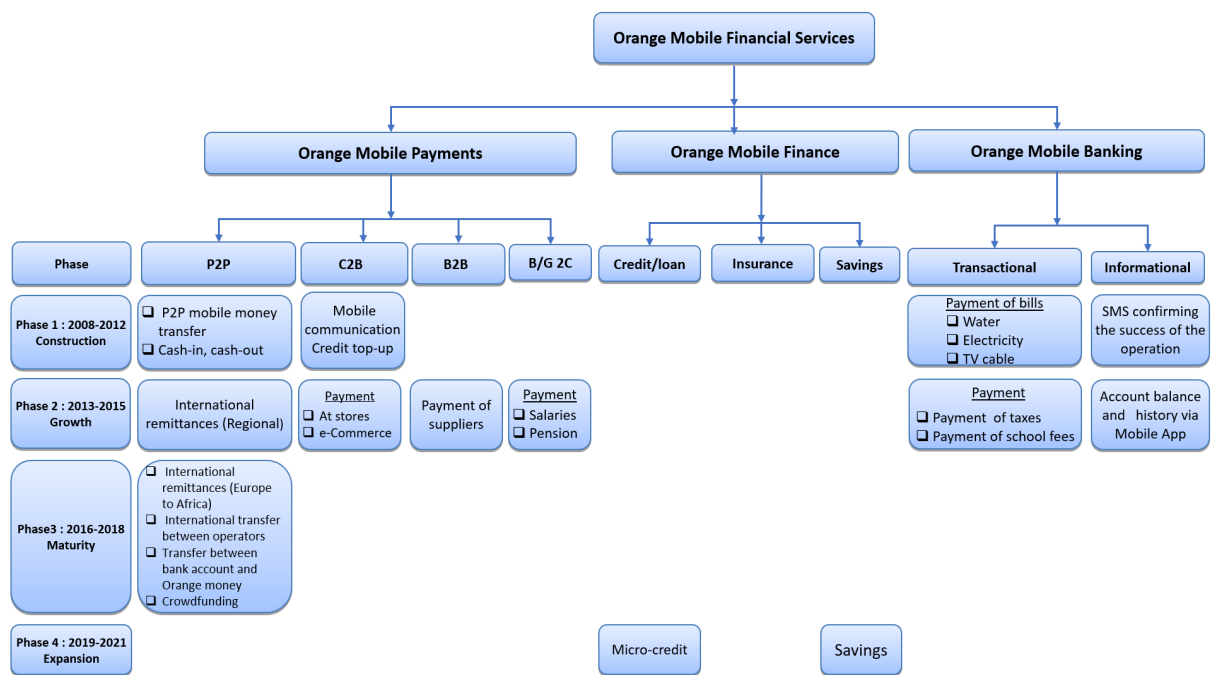 Orange Mobile Financial Services
Orange Mobile Payments
Orange Mobile Finance
Orange Mobile Banking
Phase
P2P
C2B
B2B
B/G 2C
Credit/loan
Insurance
Savings
Transactional
Informational
Phase 1 : 2008-2012
Construction
P2P mobile money
transfer
Cash-in, cash-out
Mobile
communication
Credit top-up
Payment of bills
Water
Electricity
TV cable
SMS confirming
the success of the
operation
Phase 2 : 2013-2015
Growth
International
remittances (Regional)
Payment
At stores
e-Commerce
Payment of
suppliers
Payment
Salaries
Pension
Payment
Payment of taxes
Payment of school fees
Account balance
and history via
Mobile App
Phase3 : 2016-2018
Maturity
International
remittances (Europe
to Africa)
International transfer
between operators
Transfer between
bank account and
Orange money
Crowdfunding
Phase 4 : 2019-2021
Expansion
Micro-credit
Savings